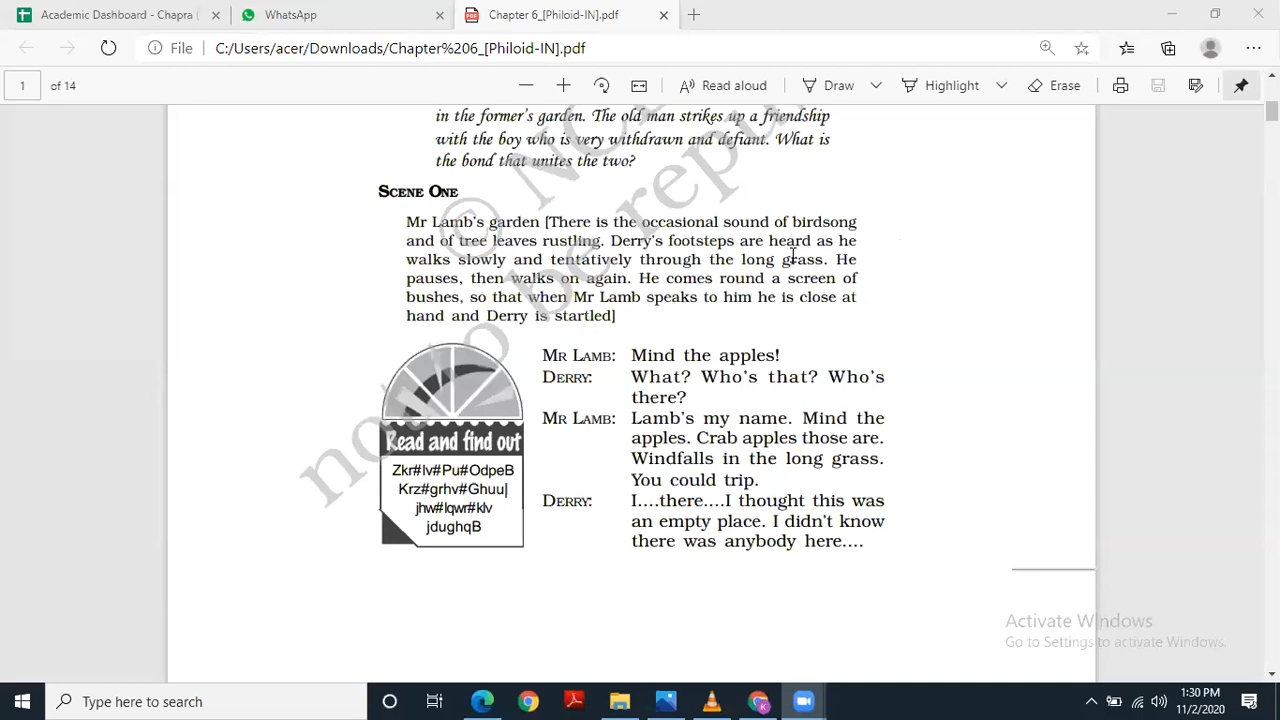 Academic Dashboard - Chapra
WhatsApp
Chapter 6_[Philoid-IN].pdf
File
C:/Users/acer/Downloads/Chapter%206_[Philoid-IN].pdf
1 of 14
Read aloud
Draw
Highlight
Erase
in the former's garden. The old man strikes up a friendship
with the boy who is very withdrawn and defiant. What is
the bond that unites the two?
SCENE ONE
Mr Lamb's garden [There is the occasional sound of birdsong
and of tree leaves rustling. Derry's footsteps are heard as he
walks slowly and tentatively through the long grass. He
pauses, then walks on again. He comes round a screen of
bushes, so that when Mr Lamb speaks to him he is close at
hand and Derry is startled]
MR LAMB: Mind the apples!
DERRY: What? Who's that? Who's
there?
MR LAMB: Lamb's my name. Mind the
apples. Crab apples those are.
Windfalls in the long grass.
You could trip.
DERRY: I....there....I thought this was
an empty place. I didn't know
there was anybody here....
Read and find out
Zkr#lv#Pu#OdpeB
Krz#grhv#Ghuu|
jhw#lqwr#klv
jdughqB
not to be repu
© NC
Activate Windows
Go to Settings to activate Windows.
Type here to search
1:30 PM
11/2/2020